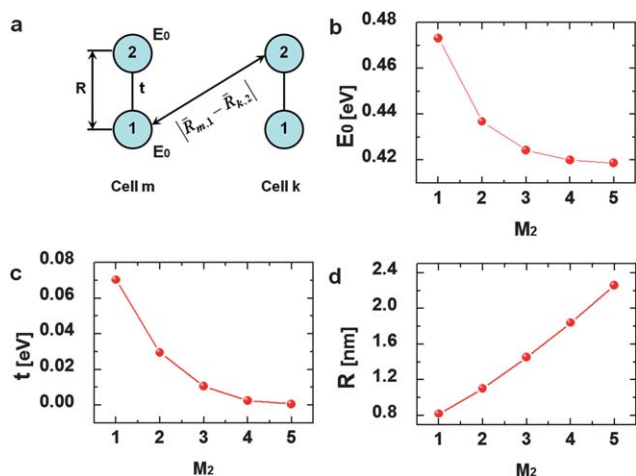 a
E₀
2
2
R
t
|R̄ₘ,₁ − R̄ₖ,₂|
1
1
E₀
Cell m
Cell k
b
0.48
0.46
0.44
0.42
E₀ [eV]
1 2 3 4 5
M₂
c
0.08
0.06
0.04
0.02
0.00
t [eV]
1 2 3 4 5
M₂
d
2.4
2.0
1.6
1.2
0.8
R [nm]
1 2 3 4 5
M₂